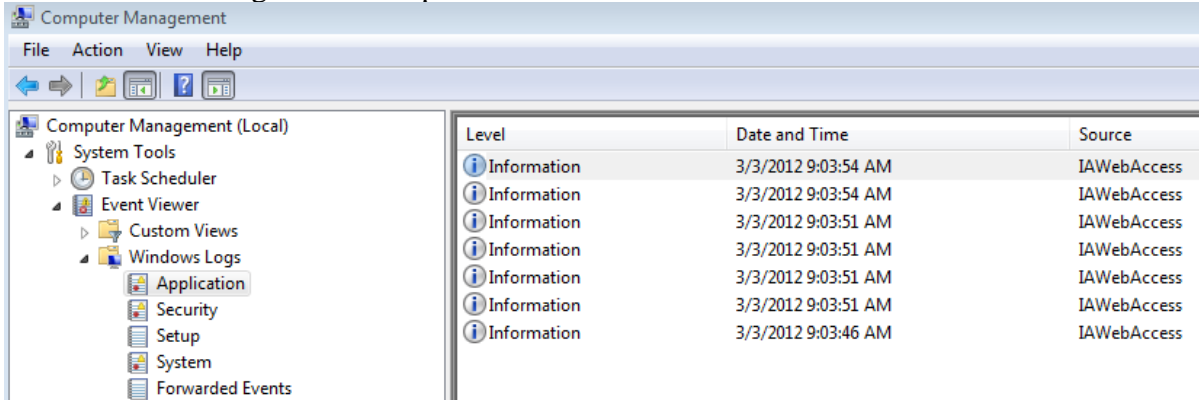 Computer Management
File Action View Help
Computer Management (Local)
System Tools
Task Scheduler
Event Viewer
Custom Views
Windows Logs
Application
Security
Setup
System
Forwarded Events
Level Date and Time Source
Information 3/3/2012 9:03:54 AM IAWebAccess
Information 3/3/2012 9:03:54 AM IAWebAccess
Information 3/3/2012 9:03:51 AM IAWebAccess
Information 3/3/2012 9:03:51 AM IAWebAccess
Information 3/3/2012 9:03:51 AM IAWebAccess
Information 3/3/2012 9:03:51 AM IAWebAccess
Information 3/3/2012 9:03:46 AM IAWebAccess